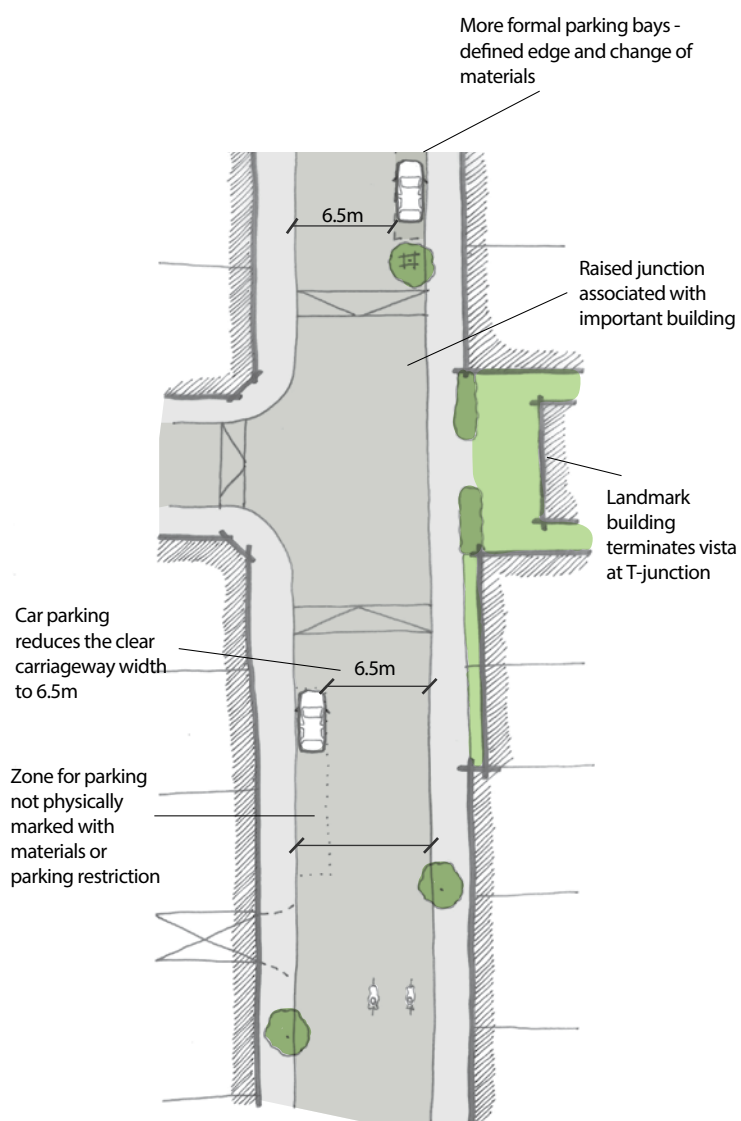 More formal parking bays -
defined edge and change of
materials
6.5m
Raised junction
associated with
important building
Landmark
building
terminates vista
at T-junction
Car parking
reduces the clear
carriageway width
to 6.5m
6.5m
Zone for parking
not physically
marked with
materials or
parking restriction